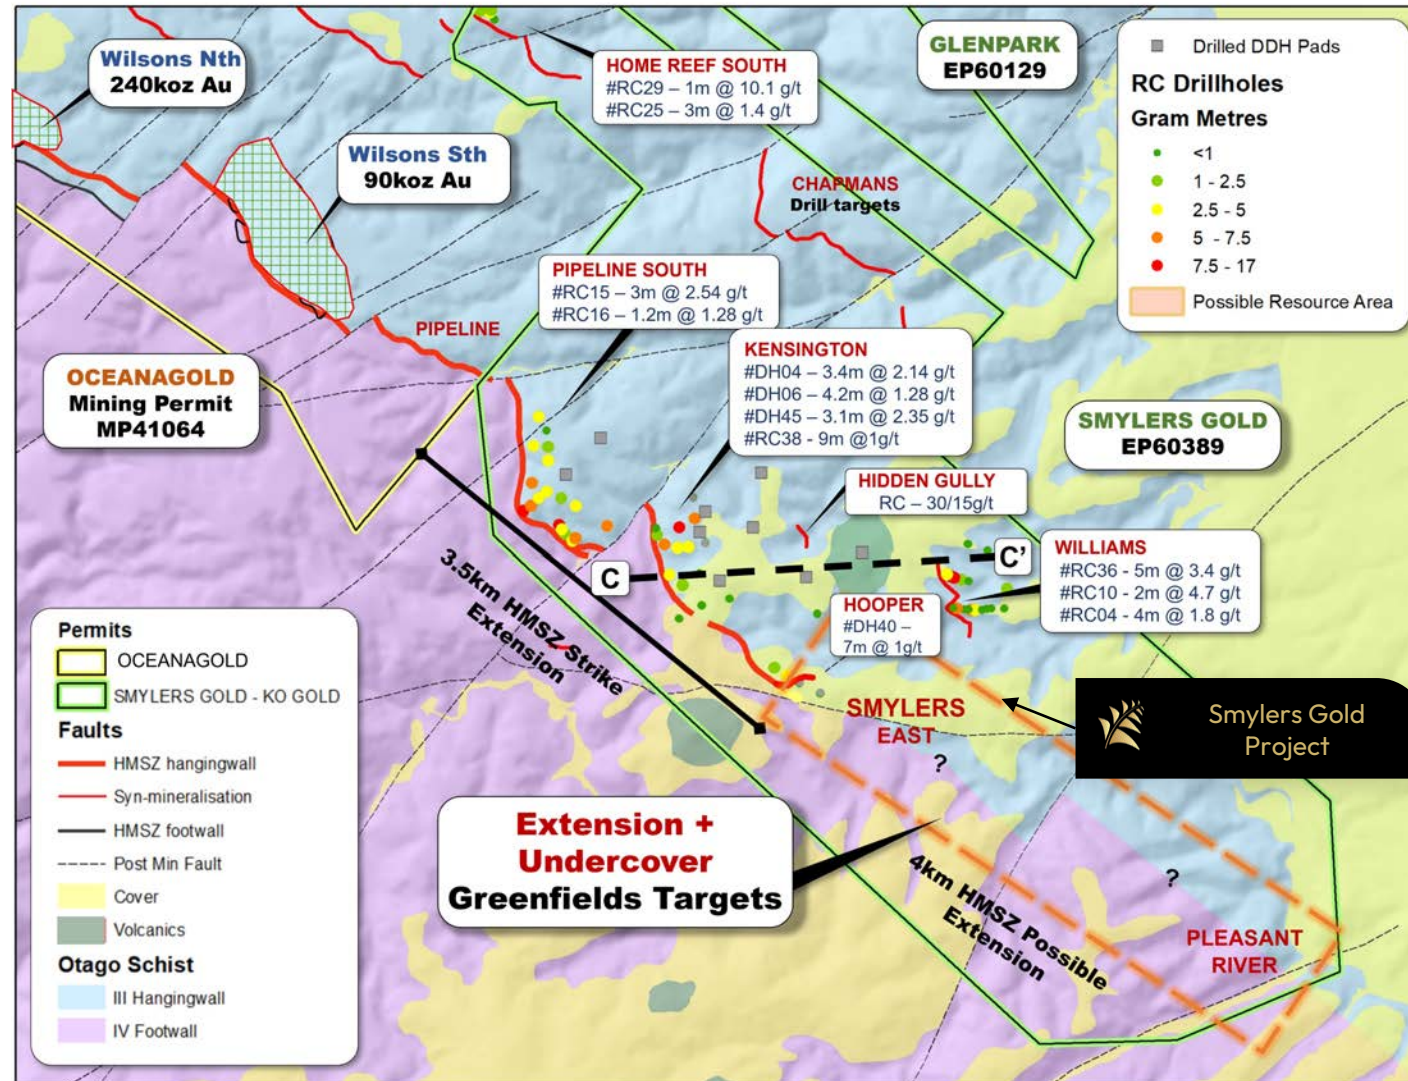 Wilsons Nth
240koz Au
HOME REEF SOUTH
#RC29 – 1m @ 10.1 g/t
#RC25 – 3m @ 1.4 g/t
GLENPARK
EP60129
Drilled DDH Pads
RC Drillholes
Gram Metres
<1
1 - 2.5
2.5 - 5
5 - 7.5
7.5 - 17
Possible Resource Area
Wilsons Sth
90koz Au
CHAPMANS
Drill targets
PIPELINE SOUTH
#RC15 – 3m @ 2.54 g/t
#RC16 – 1.2m @ 1.28 g/t
PIPELINE
KENSINGTON
#DH04 – 3.4m @ 2.14 g/t
#DH06 – 4.2m @ 1.28 g/t
#DH45 – 3.1m @ 2.35 g/t
#RC38 - 9m @1g/t
OCEANAGOLD
Mining Permit
MP41064
SMYLERS GOLD
EP60389
HIDDEN GULLY
RC – 30/15g/t
C
C'
WILLIAMS
#RC36 - 5m @ 3.4 g/t
#RC10 - 2m @ 4.7 g/t
#RC04 - 4m @ 1.8 g/t
HOOPER
#DH40 –
7m @ 1g/t
3.5km HMSZ Strike
Extension
SMYLERS
EAST
?
Smylers Gold
Project
Extension +
Undercover
Greenfields Targets
4km HMSZ Possible
Extension
?
PLEASANT
RIVER
Permits
OCEANAGOLD
SMYLERS GOLD - KO GOLD
Faults
HMSZ hangingwall
Syn-mineralisation
HMSZ footwall
Post Min Fault
Cover
Volcanics
Otago Schist
III Hangingwall
IV Footwall